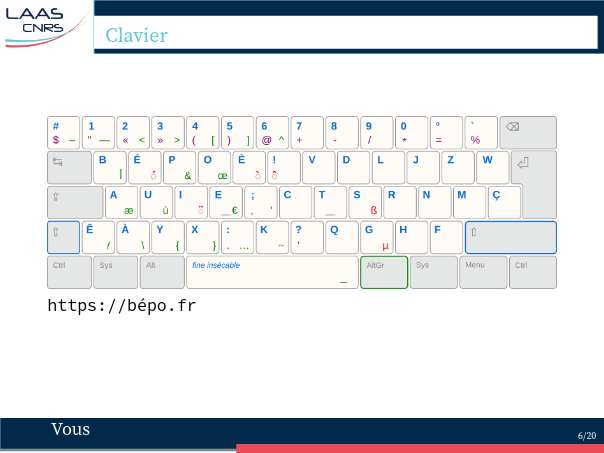 LAAS
CNRS
Clavier
# 1 2 3 4 5 6 7 8 9 0 ° `
$ – " — « < » > ( [ ) ] @ ^ + - / * = %
B É P O È ! V D L J Z W
| & œ
A U I E ; C T S R N M Ç
æ ù € , ' ß
Ê À Y X : K ? Q G H F
/ \ { } . … ~ ' µ
Ctrl Sys Alt fine insécable AltGr Sys Menu Ctrl
_
https://bépo.fr
Vous
6/20